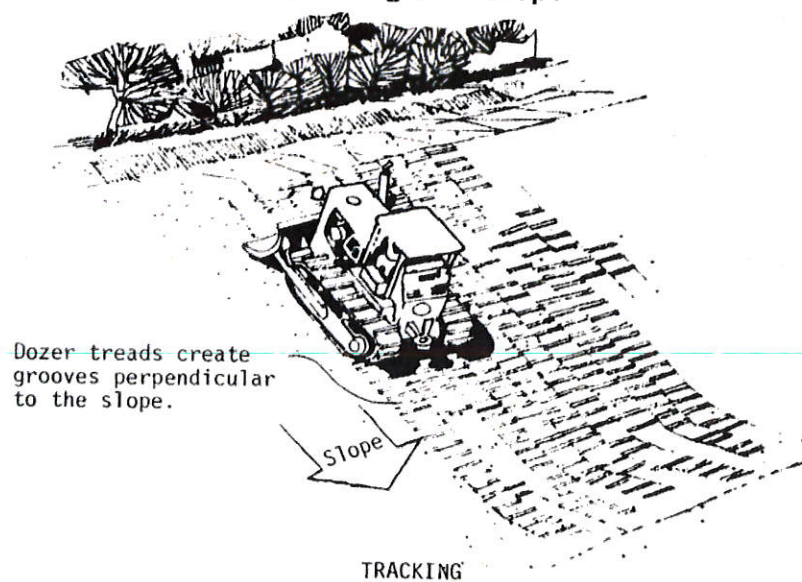 Dozer treads create
grooves perpendicular
to the slope.
Slope
TRACKING